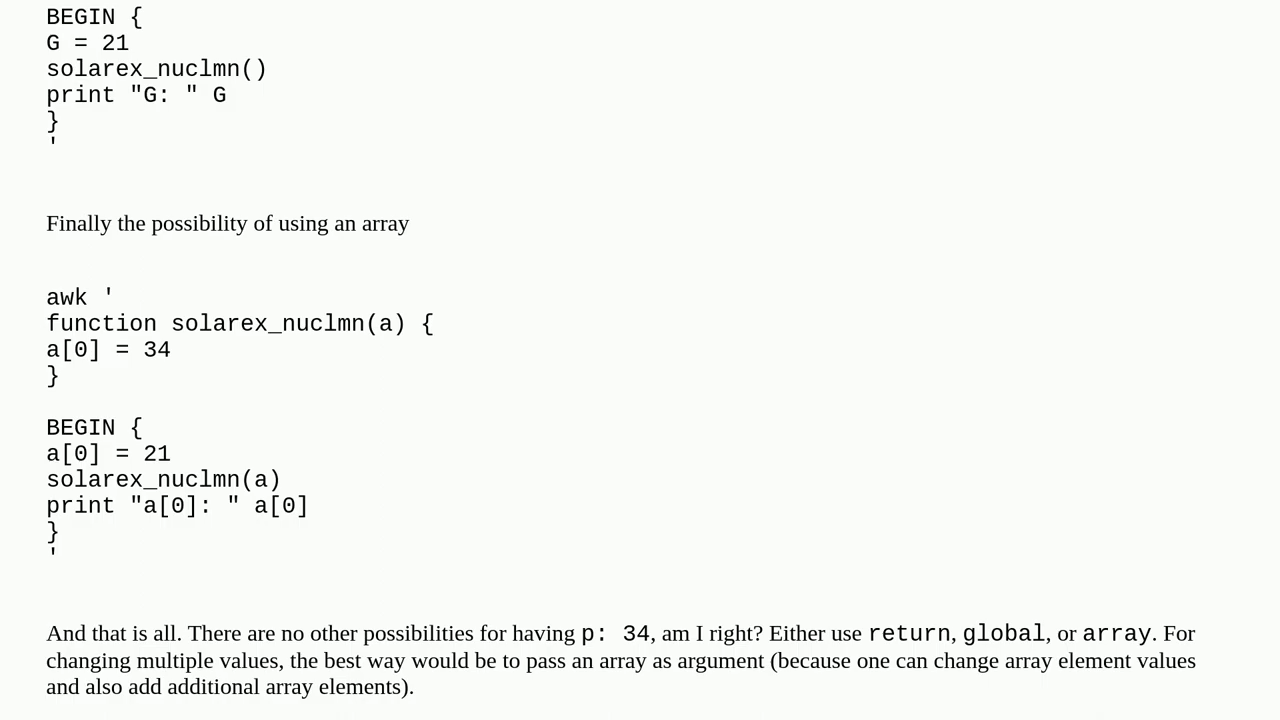 BEGIN {
G = 21
solarex_nuclmn()
print "G: " G
}
'
Finally the possibility of using an array
awk '
function solarex_nuclmn(a) {
a[0] = 34
}
BEGIN {
a[0] = 21
solarex_nuclmn(a)
print "a[0]: " a[0]
}
'
And that is all. There are no other possibilities for having p: 34, am I right? Either use return, global, or array. For
changing multiple values, the best way would be to pass an array as argument (because one can change array element values
and also add additional array elements).